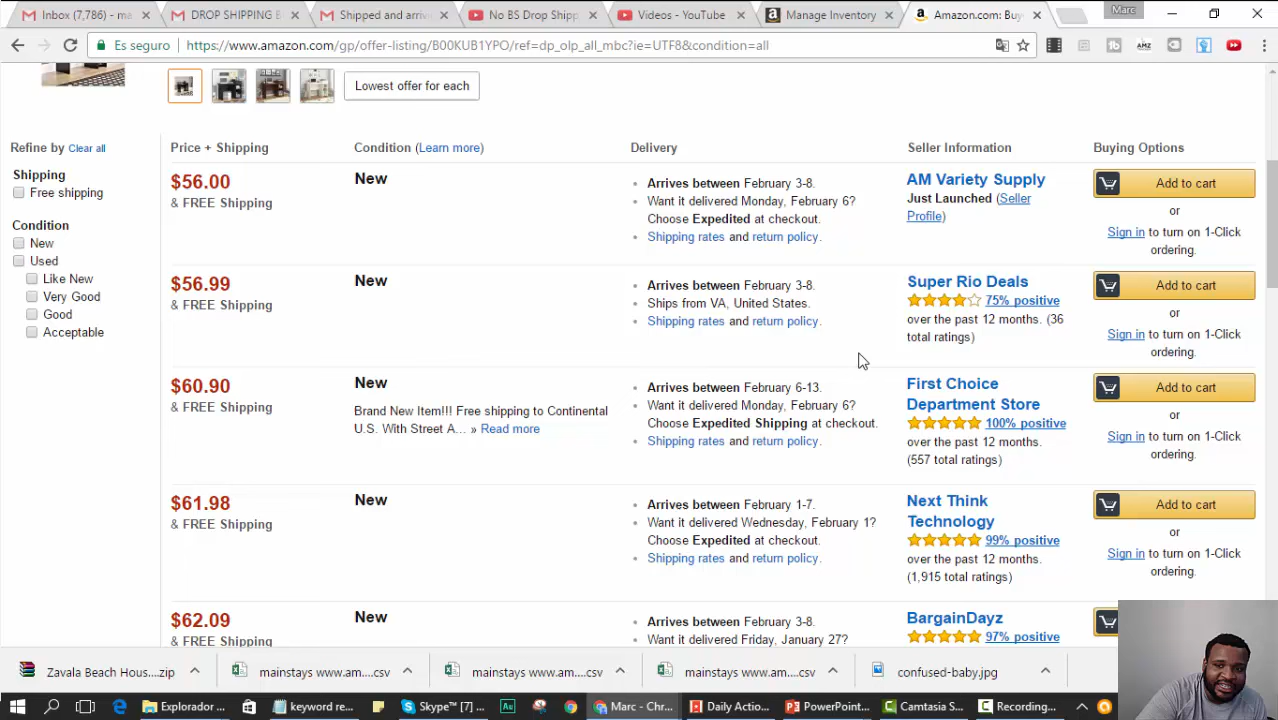 Inbox (7,786) - ma
DROP SHIPPING B
Shipped and arrive
No BS Drop Shipp
Videos - YouTube
Manage Inventory
Amazon.com: Buy
Marc
Es seguro
https://www.amazon.com/gp/offer-listing/B00KUB1YPO/ref=dp_olp_all_mbc?ie=UTF8&condition=all
AMZ
Lowest offer for each
Refine by Clear all
Shipping
Free shipping
Condition
New
Used
Like New
Very Good
Good
Acceptable
Price + Shipping
Condition (Learn more)
Delivery
Seller Information
Buying Options
$56.00
& FREE Shipping
New
Arrives between February 3-8.
Want it delivered Monday, February 6?
Choose Expedited at checkout.
Shipping rates and return policy.
AM Variety Supply
Just Launched (Seller
Profile)
Add to cart
or
Sign in to turn on 1-Click
ordering.
$56.99
& FREE Shipping
New
Arrives between February 3-8.
Ships from VA, United States.
Shipping rates and return policy.
Super Rio Deals
75% positive
over the past 12 months. (36
total ratings)
Add to cart
or
Sign in to turn on 1-Click
ordering.
$60.90
& FREE Shipping
New
Brand New Item!!! Free shipping to Continental
U.S. With Street A... » Read more
Arrives between February 6-13.
Want it delivered Monday, February 6?
Choose Expedited Shipping at checkout.
Shipping rates and return policy.
First Choice
Department Store
100% positive
over the past 12 months.
(557 total ratings)
Add to cart
or
Sign in to turn on 1-Click
ordering.
$61.98
& FREE Shipping
New
Arrives between February 1-7.
Want it delivered Wednesday, February 1?
Choose Expedited at checkout.
Shipping rates and return policy.
Next Think
Technology
99% positive
over the past 12 months.
(1,915 total ratings)
Add to cart
or
Sign in to turn on 1-Click
ordering.
$62.09
& FREE Shipping
New
Arrives between February 3-8.
Want it delivered Friday, January 27?
BargainDayz
97% positive
Zavala Beach Hous....zip
mainstays www.am....csv
mainstays www.am....csv
mainstays www.am....csv
confused-baby.jpg
Explorador ...
keyword re...
Skype™ [7] ...
Au
Marc - Chr...
Daily Actio...
PowerPoint...
Camtasia S...
Recording...